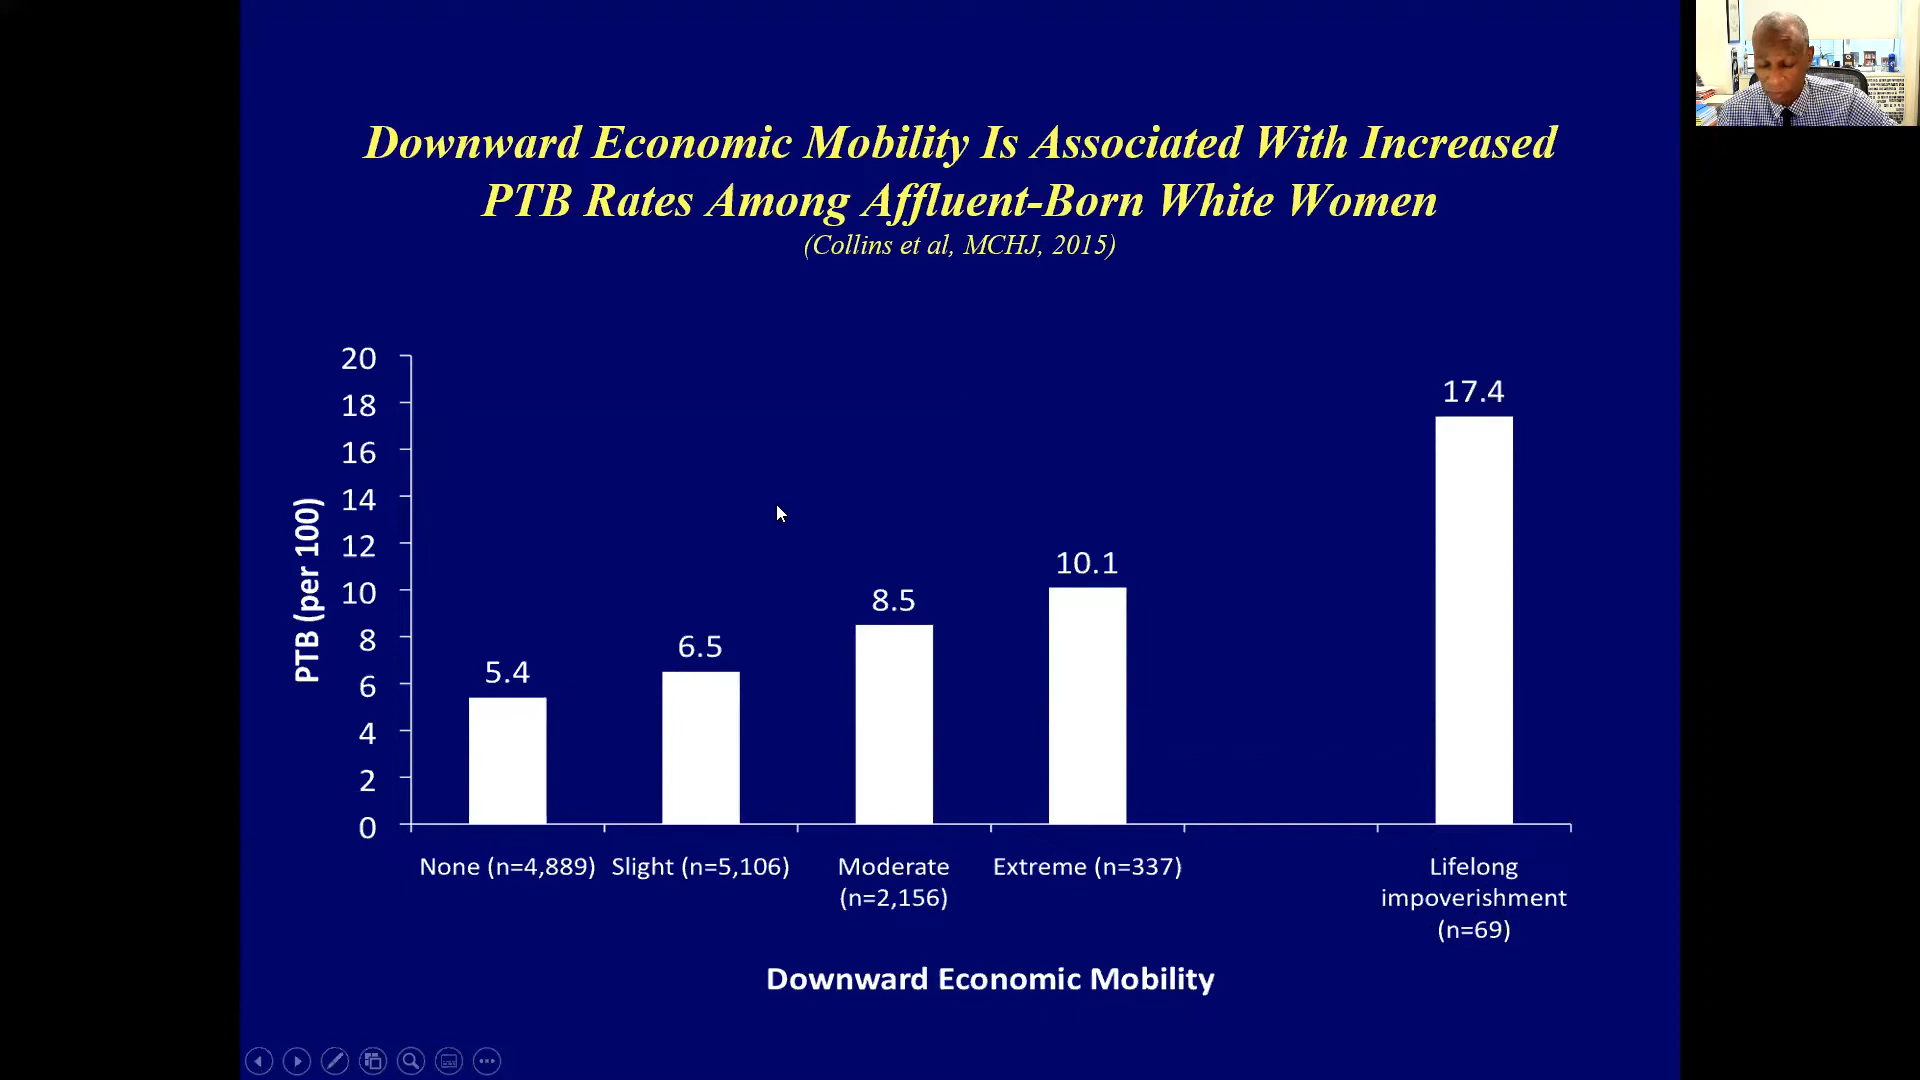 Downward Economic Mobility Is Associated With Increased
PTB Rates Among Affluent-Born White Women
(Collins et al, MCHJ, 2015)
PTB (per 100)
20
18
16
14
12
10
8
6
4
2
0
5.4
6.5
8.5
10.1
17.4
None (n=4,889)
Slight (n=5,106)
Moderate
(n=2,156)
Extreme (n=337)
Lifelong
impoverishment
(n=69)
Downward Economic Mobility